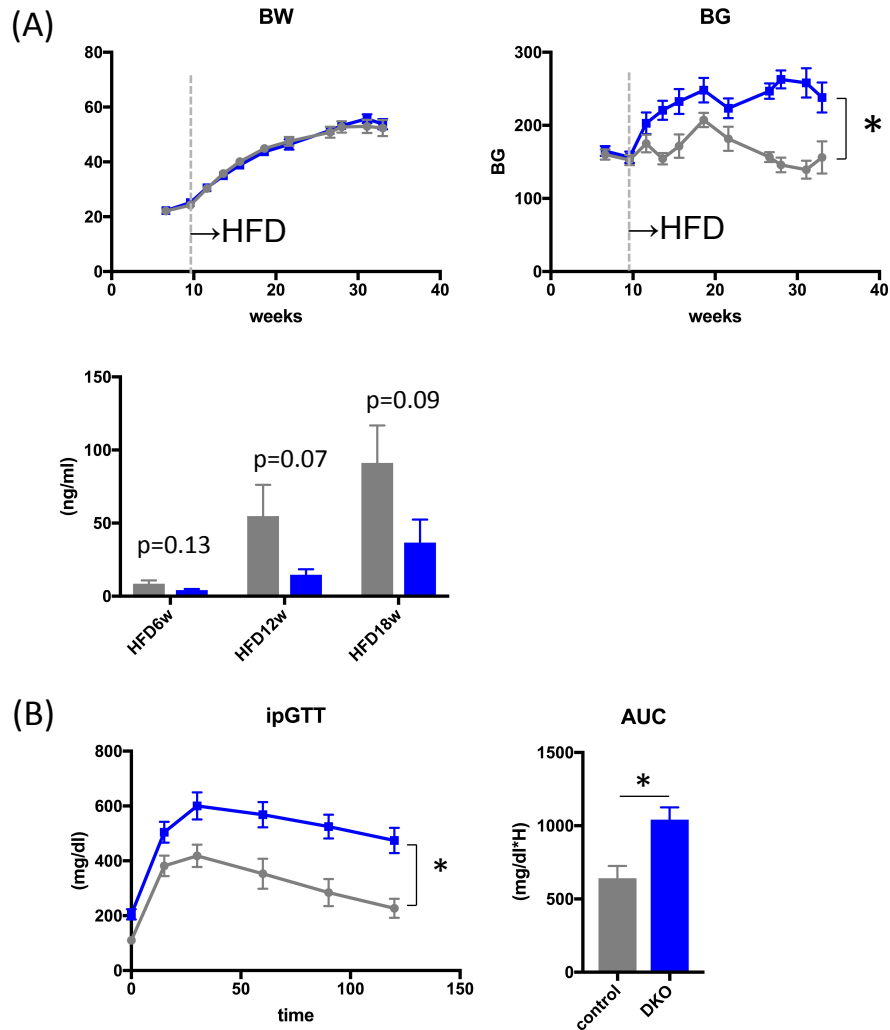 (A)
BW
80
60
40
20
0
→HFD
0 10 20 30 40
weeks
BG
300
200
100
0
BG
→HFD
*
0 10 20 30 40
weeks
150
100
50
0
(ng/ml)
p=0.13
p=0.07
p=0.09
HFD6w
HFD12w
HFD18w
(B)
ipGTT
800
600
400
200
0
(mg/dl)
*
0 50 100 150
time
AUC
1500
1000
500
0
(mg/dl*H)
*
control
DKO